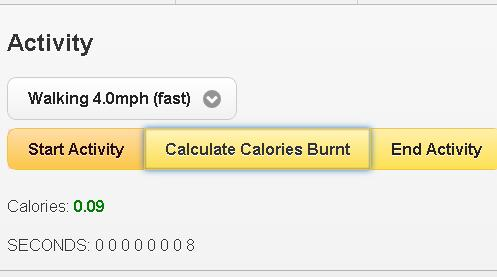 Activity
Walking 4.0mph (fast)
Start Activity Calculate Calories Burnt End Activity
Calories: 0.09
SECONDS: 0 0 0 0 0 0 0 8